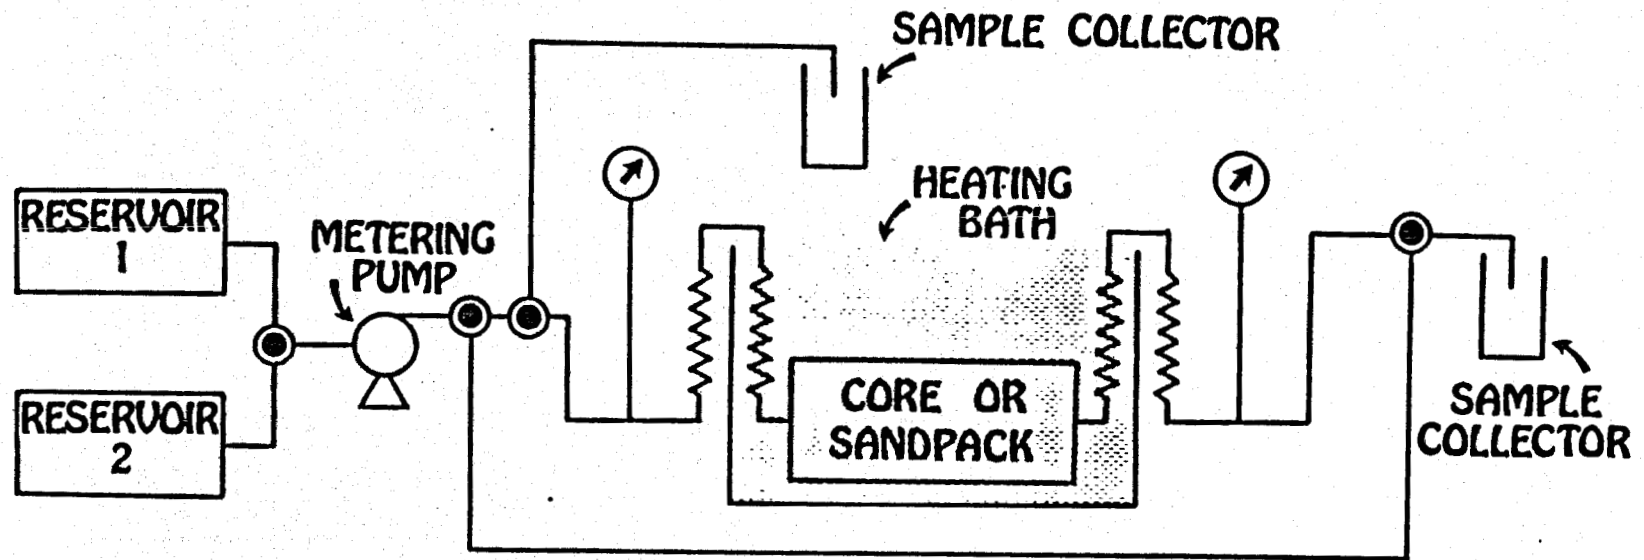 SAMPLE COLLECTOR
HEATING
BATH
RESERVOIR
1
METERING
PUMP
RESERVOIR
2
CORE OR
SANDPACK
SAMPLE
COLLECTOR